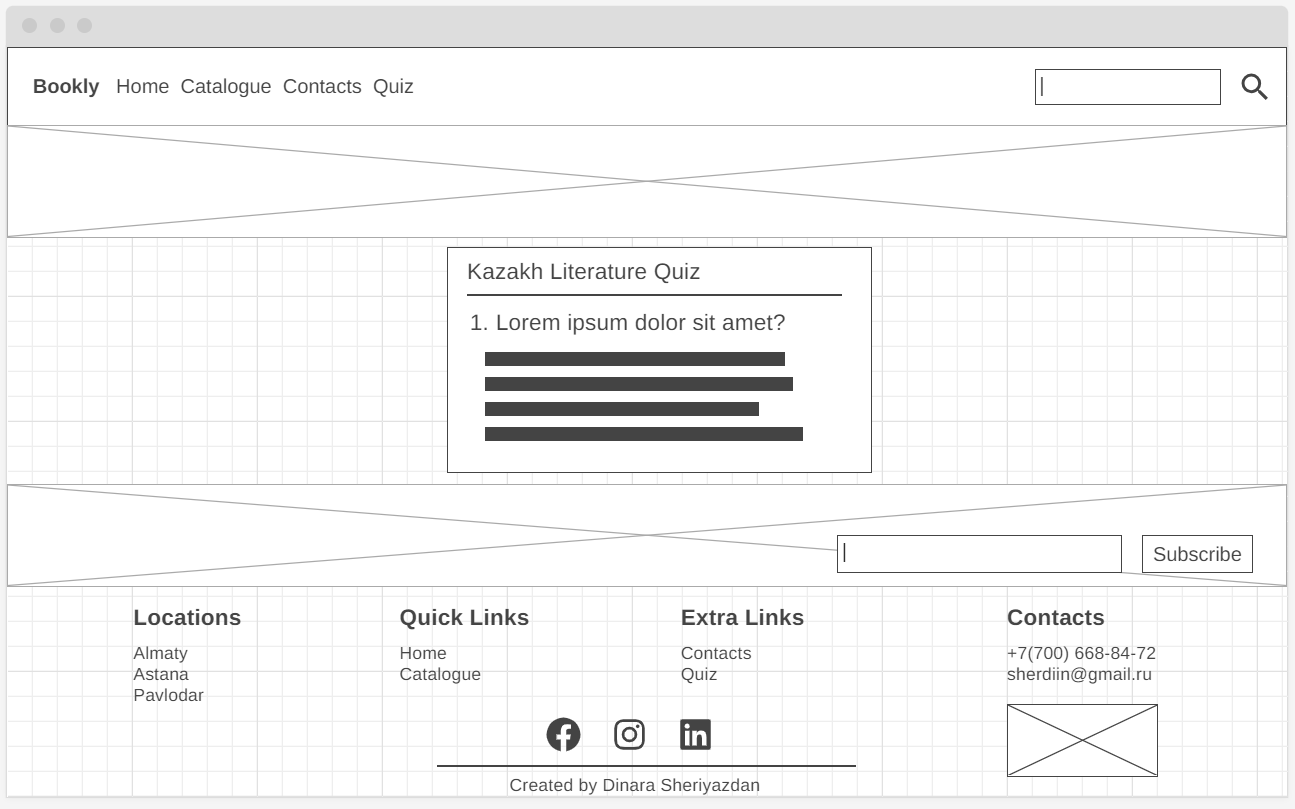 Bookly Home Catalogue Contacts Quiz
Kazakh Literature Quiz
1. Lorem ipsum dolor sit amet?
Subscribe
Locations
Almaty
Astana
Pavlodar
Quick Links
Home
Catalogue
Extra Links
Contacts
Quiz
Contacts
+7(700) 668-84-72
sherdiin@gmail.ru
Created by Dinara Sheriyazdan